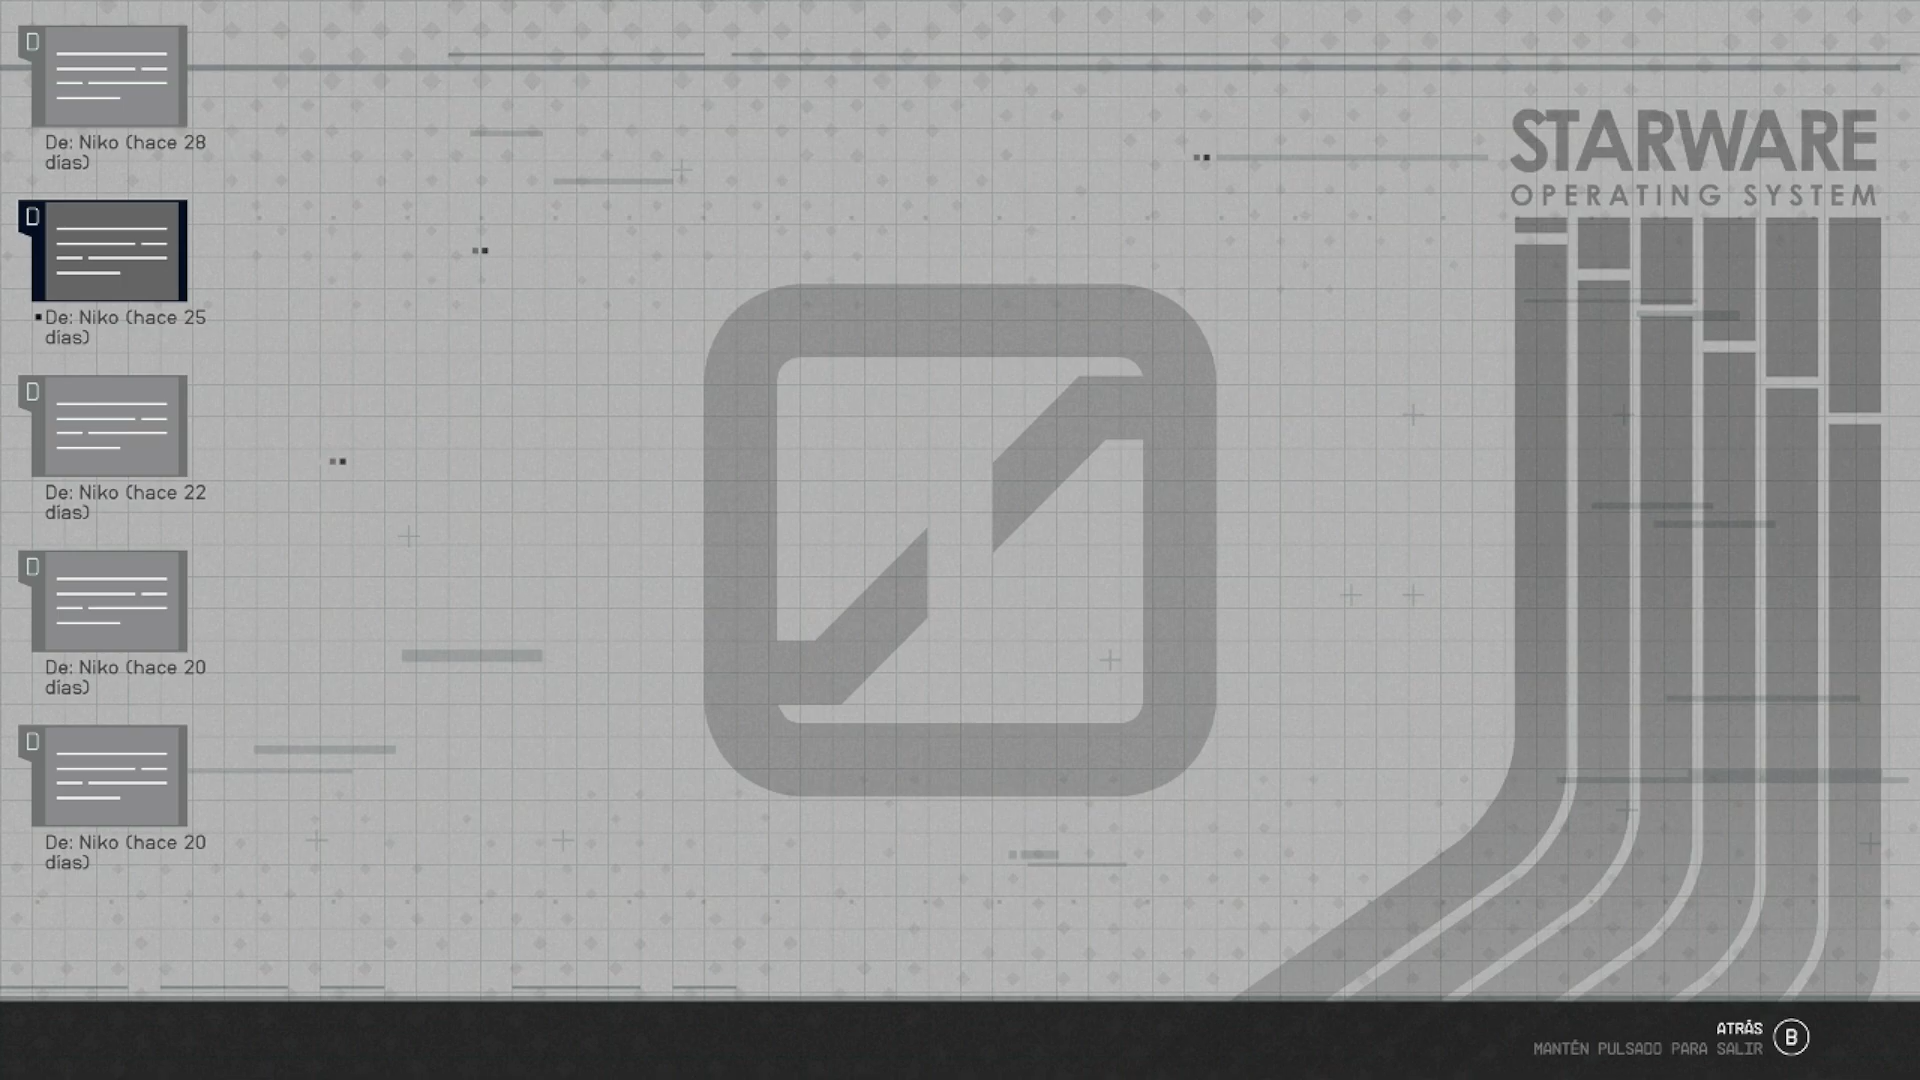 De: Niko (hace 28
días)
De: Niko (hace 25
días)
De: Niko (hace 22
días)
De: Niko (hace 20
días)
De: Niko (hace 20
días)
STARWARE
OPERATING SYSTEM
ATRÁS
B
MANTÉN PULSADO PARA SALIR